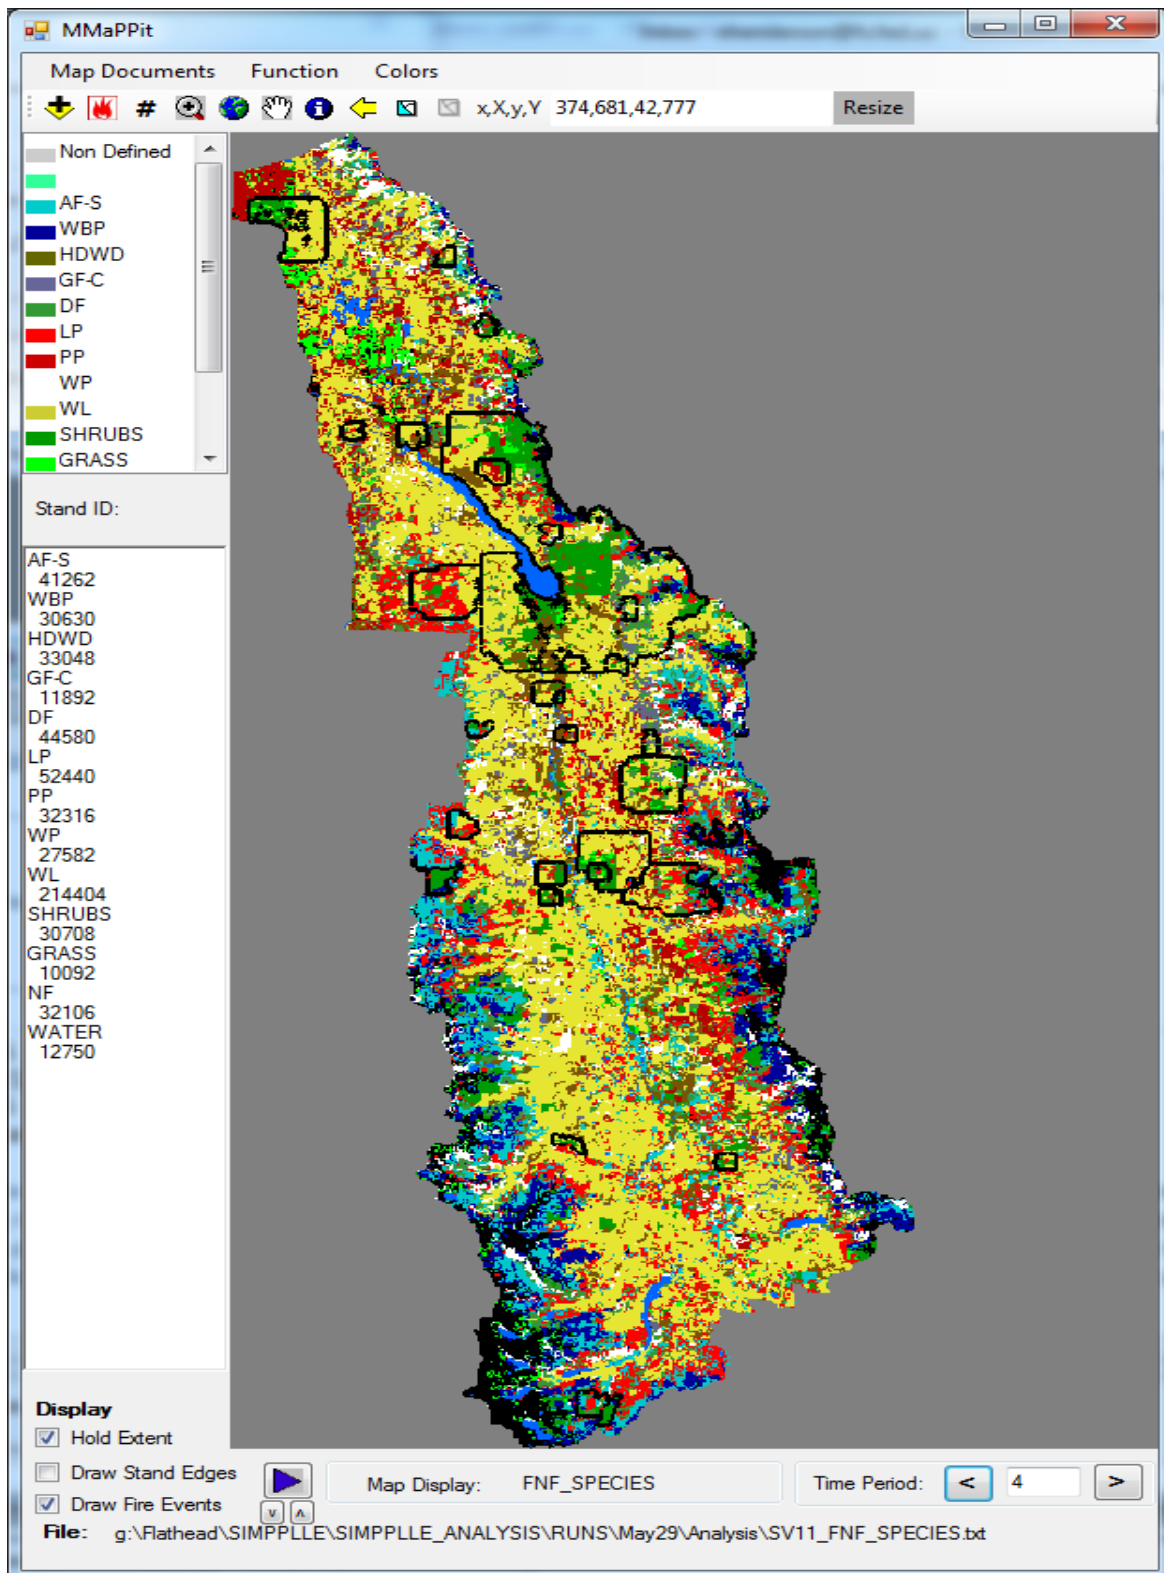 MMaPPit
Map Documents Function Colors
# x,X,y,Y 374,681,42,777 Resize
Non Defined
AF-S
WBP
HDWD
GF-C
DF
LP
PP
WP
WL
SHRUBS
GRASS
Stand ID:
AF-S
41262
WBP
30630
HDWD
33048
GF-C
11892
DF
44580
LP
52440
PP
32316
WP
27582
WL
214404
SHRUBS
30708
GRASS
10092
NF
32106
WATER
12750
Display
Hold Extent
Draw Stand Edges
Draw Fire Events
v ʌ
Map Display: FNF_SPECIES
Time Period: < 4 >
File: g:\Flathead\SIMPPLLE\SIMPPLLE_ANALYSIS\RUNS\May29\Analysis\SV11_FNF_SPECIES.txt